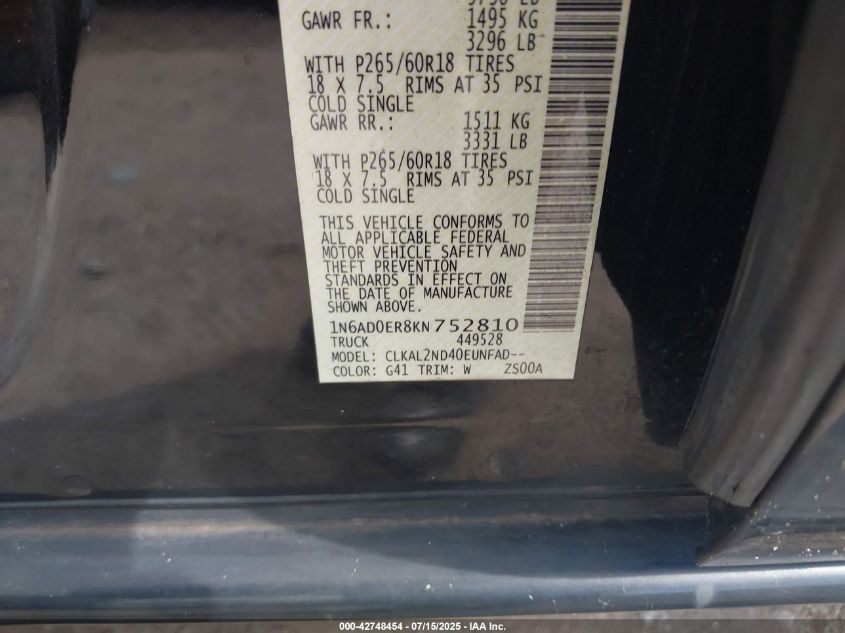 GAWR FR.: 1495 KG
3296 LB
WITH P265/60R18 TIRES
18 X 7.5 RIMS AT 35 PSI
COLD SINGLE
GAWR RR.: 1511 KG
3331 LB
WITH P265/60R18 TIRES
18 X 7.5 RIMS AT 35 PSI
COLD SINGLE
THIS VEHICLE CONFORMS TO
ALL APPLICABLE FEDERAL
MOTOR VEHICLE SAFETY AND
THEFT PREVENTION
STANDARDS IN EFFECT ON
THE DATE OF MANUFACTURE
SHOWN ABOVE.
1N6AD0ER8KN752810
TRUCK 449528
MODEL: CLKAL2ND40EUNFAD--
COLOR: G41 TRIM: W ZS00A
000-42748454 - 07/15/2025 - IAA Inc.